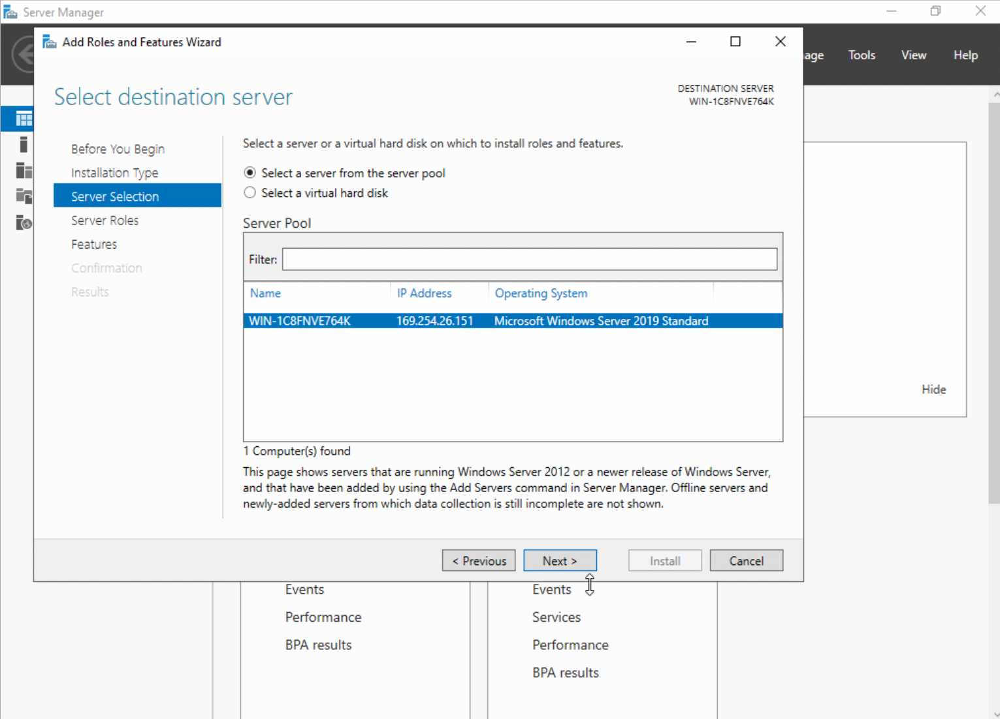 Server Manager
Add Roles and Features Wizard
age
Tools
View
Help
Select destination server
DESTINATION SERVER
WIN-1C8FNVE764K
Before You Begin
Installation Type
Server Selection
Server Roles
Features
Confirmation
Results
Select a server or a virtual hard disk on which to install roles and features.
Select a server from the server pool
Select a virtual hard disk
Server Pool
Filter:
Name IP Address Operating System
WIN-1C8FNVE764K 169.254.26.151 Microsoft Windows Server 2019 Standard
1 Computer(s) found
This page shows servers that are running Windows Server 2012 or a newer release of Windows Server,
and that have been added by using the Add Servers command in Server Manager. Offline servers and
newly-added servers from which data collection is still incomplete are not shown.
Hide
< Previous
Next >
Install
Cancel
Events
Performance
BPA results
Events
Services
Performance
BPA results